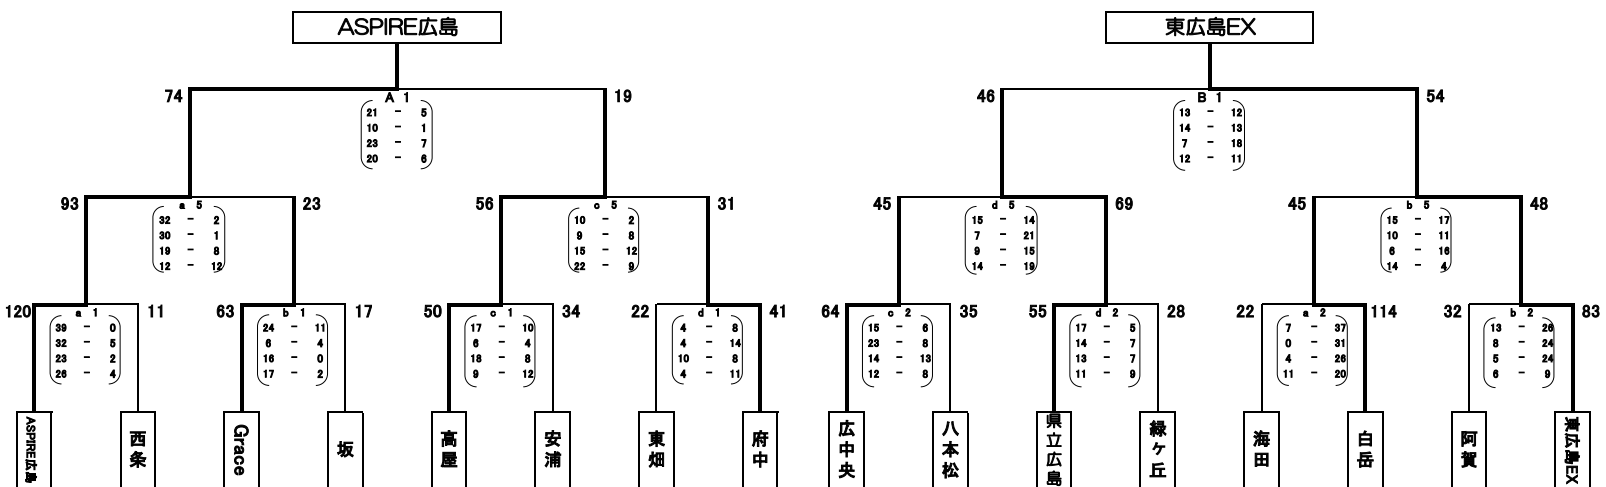 ASPIRE広島 東広島EX
74 19 46 54
A 1 B 1
21 - 5 13 - 12
10 - 1 14 - 13
23 - 7 7 - 18
20 - 6 12 - 11
93 23 56 31 45 69 45 48
a 5 c 5 d 5 b 5
32 - 2 10 - 2 15 - 14 15 - 17
30 - 1 9 - 8 7 - 21 10 - 11
19 - 8 15 - 12 9 - 15 6 - 16
12 - 12 22 - 9 14 - 19 14 - 4
120 11 63 17 50 34 22 41 64 35 55 28 22 114 32 83
a 1 b 1 c 1 d 1 c 2 d 2 a 2 b 2
39 - 0 24 - 11 17 - 10 4 - 8 15 - 6 17 - 5 7 - 37 13 - 26
32 - 5 6 - 4 6 - 4 4 - 14 23 - 8 14 - 7 0 - 31 8 - 24
23 - 2 16 - 0 18 - 8 10 - 8 14 - 13 13 - 7 4 - 26 5 - 24
26 - 4 17 - 2 9 - 12 4 - 11 12 - 8 11 - 9 11 - 20 6 - 9
ASPIRE広島
西条
Grace
坂
高屋
安浦
東畑
府中
広中央
八本松
県立広島
緑ヶ丘
海田
白岳
阿賀
東広島EX